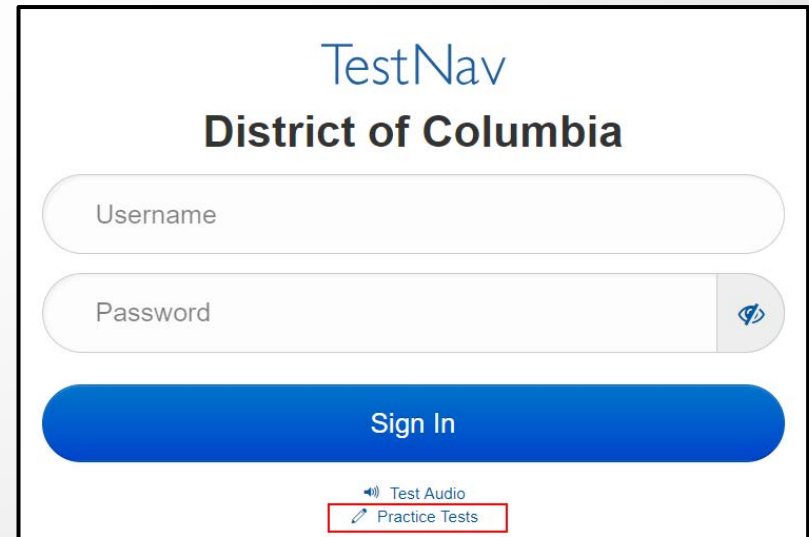 TestNav
District of Columbia
Username
Password
Sign In
Test Audio
Practice Tests